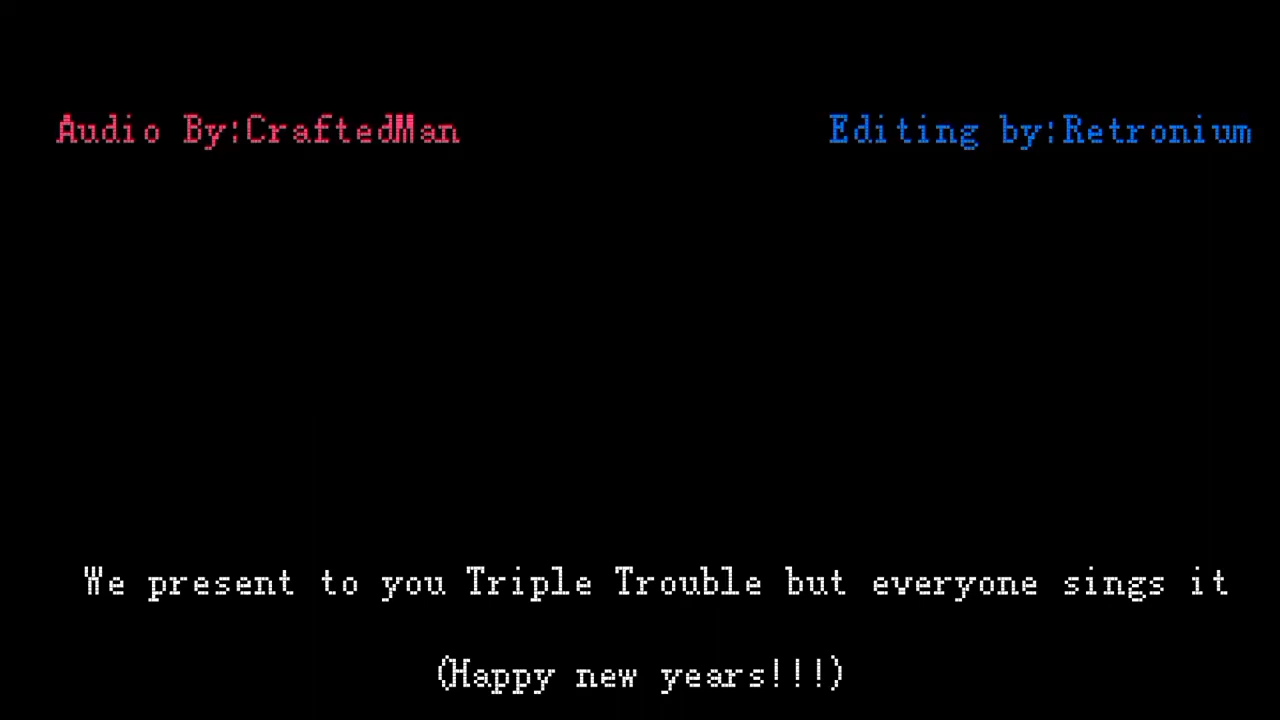 Audio By:CraftedMan
Editing by:Retronium
We present to you Triple Trouble but everyone sings it
(Happy new years!!!)